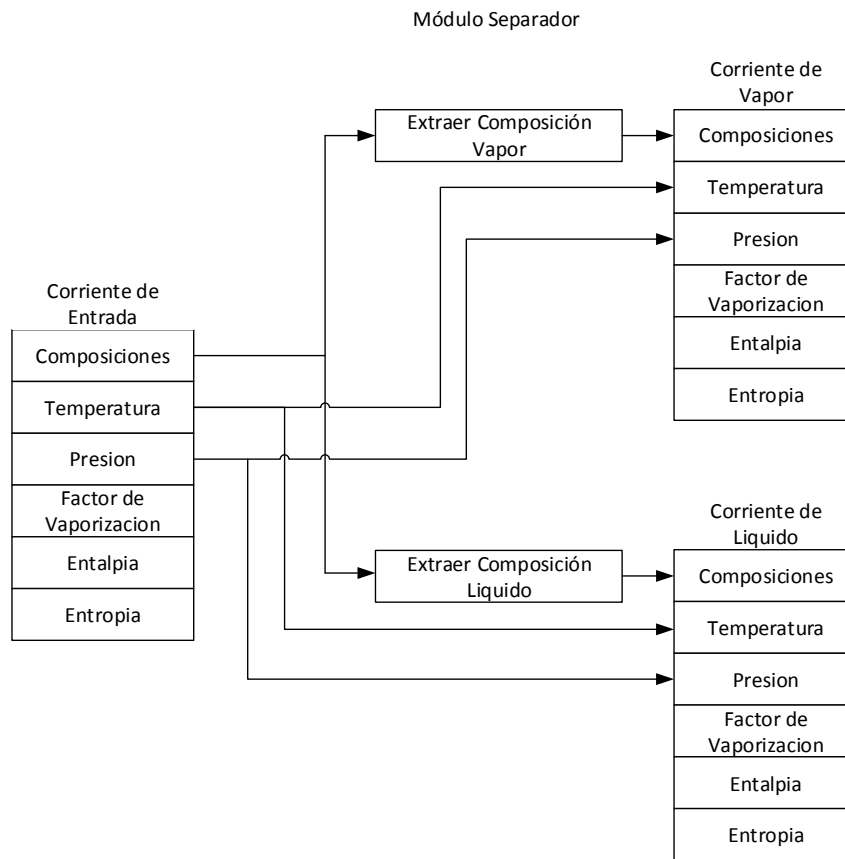 Módulo Separador
Corriente de
Vapor
Extraer Composición
Vapor
Composiciones
Temperatura
Presion
Factor de
Vaporizacion
Entalpia
Entropia
Corriente de
Entrada
Composiciones
Temperatura
Presion
Factor de
Vaporizacion
Entalpia
Entropia
Extraer Composición
Liquido
Corriente de
Liquido
Composiciones
Temperatura
Presion
Factor de
Vaporizacion
Entalpia
Entropia